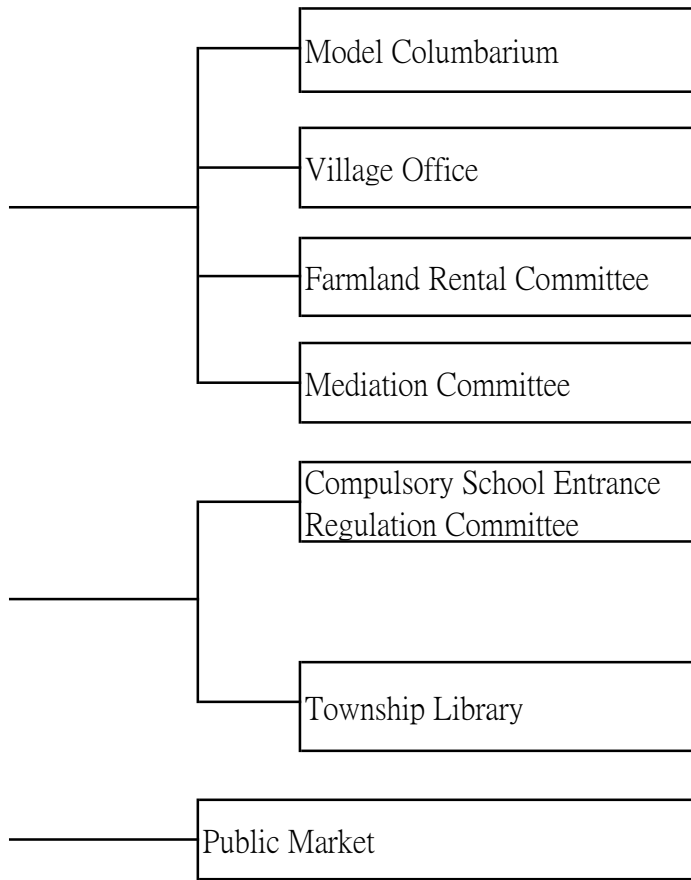 Model Columbarium
Village Office
Farmland Rental Committee
Mediation Committee
Compulsory School Entrance
Regulation Committee
Township Library
Public Market